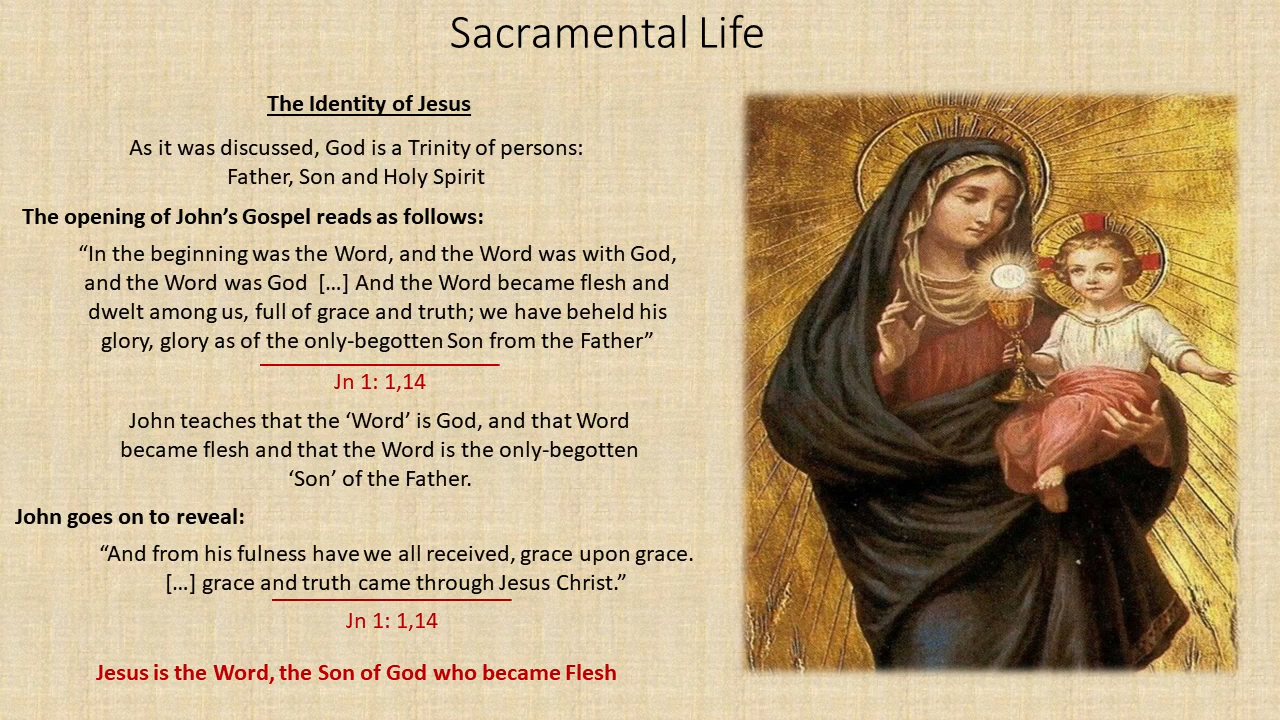 Sacramental Life
The Identity of Jesus
As it was discussed, God is a Trinity of persons:
Father, Son and Holy Spirit
The opening of John’s Gospel reads as follows:
“In the beginning was the Word, and the Word was with God,
and the Word was God […] And the Word became flesh and
dwelt among us, full of grace and truth; we have beheld his
glory, glory as of the only-begotten Son from the Father”
Jn 1: 1,14
John teaches that the ‘Word’ is God, and that Word
became flesh and that the Word is the only-begotten
‘Son’ of the Father.
John goes on to reveal:
“And from his fulness have we all received, grace upon grace.
[…] grace and truth came through Jesus Christ.”
Jn 1: 1,14
Jesus is the Word, the Son of God who became Flesh